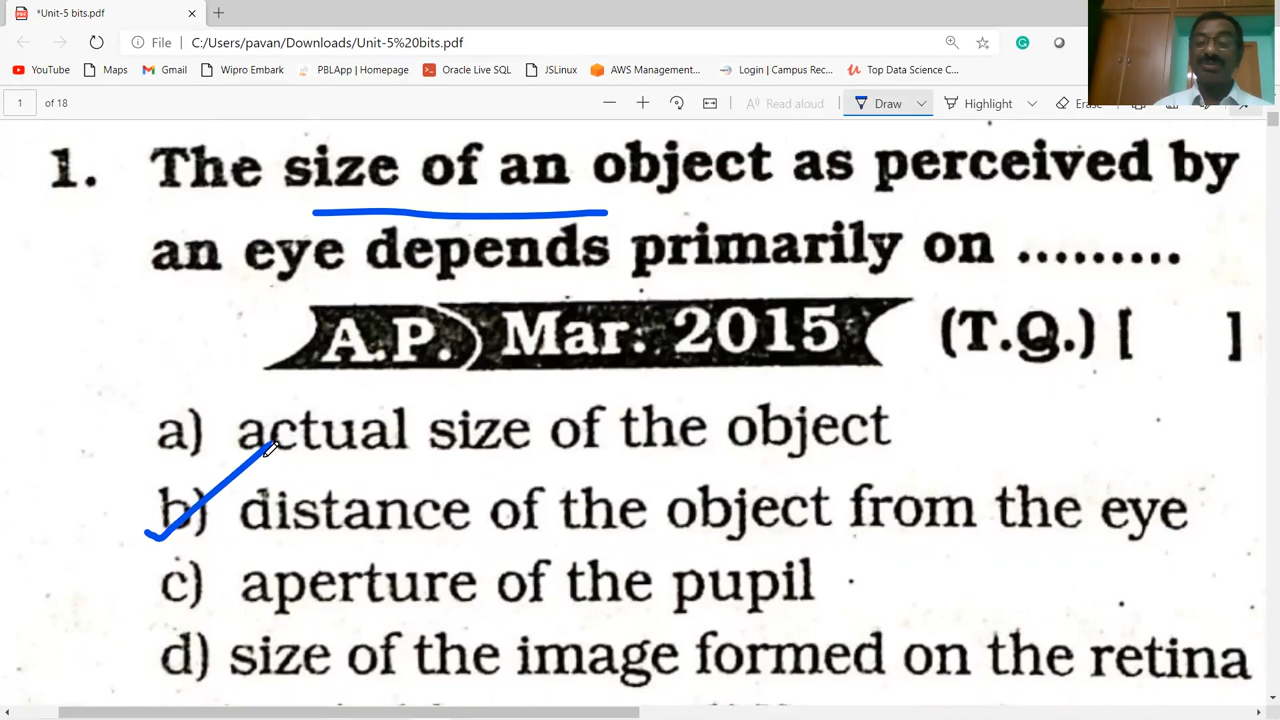 *Unit-5 bits.pdf
File C:/Users/pavan/Downloads/Unit-5%20bits.pdf
YouTube Maps Gmail Wipro Embark PBLApp | Homepage Oracle Live SQL JSLinux AWS Management... Login | Campus Rec... Top Data Science C...
1 of 18 Read aloud Draw Highlight Erase
1. The size of an object as perceived by
an eye depends primarily on .........
A.P. Mar. 2015 (T.Q.) [ ]
a) actual size of the object
b) distance of the object from the eye
c) aperture of the pupil
d) size of the image formed on the retina